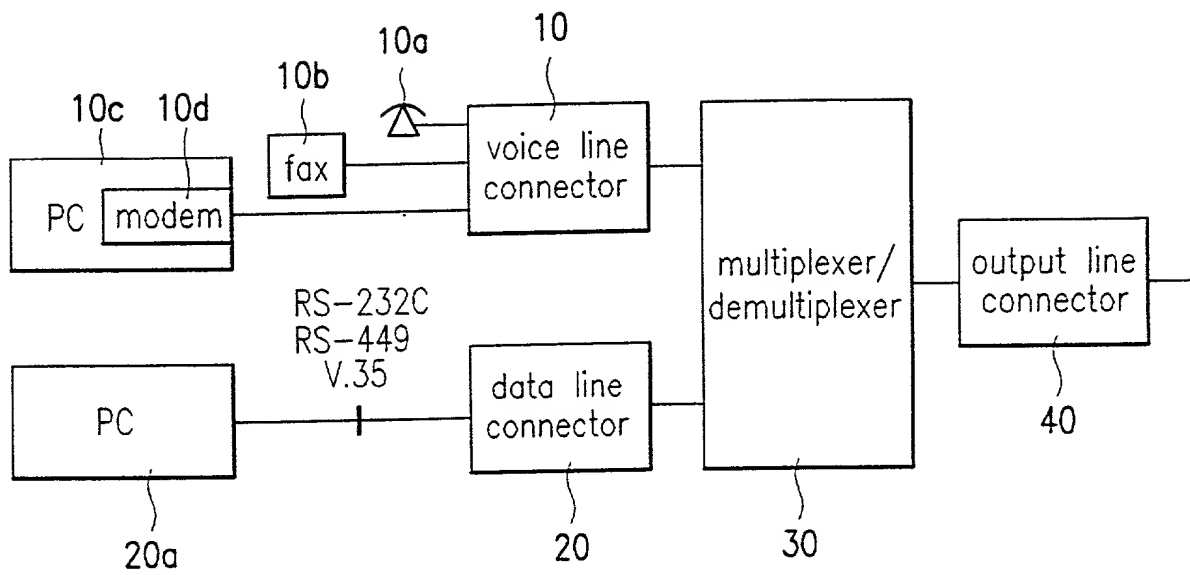 10
10a
10b
10c
10d
fax
voice line
connector
PC
modem
multiplexer/
demultiplexer
output line
connector
RS-232C
RS-449
V.35
PC
data line
connector
40
20a
20
30